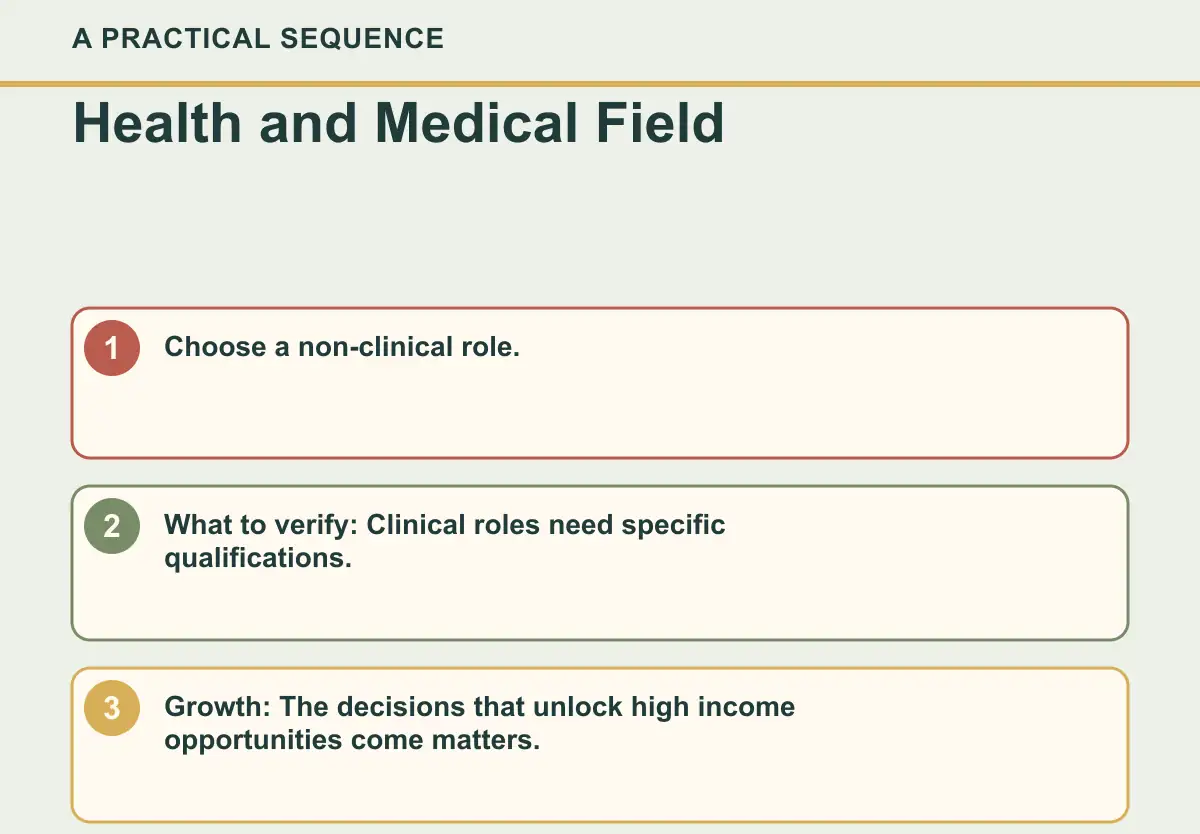 A PRACTICAL SEQUENCE
Health and Medical Field
1
Choose a non-clinical role.
2
What to verify: Clinical roles need specific
qualifications.
3
Growth: The decisions that unlock high income
opportunities come matters.